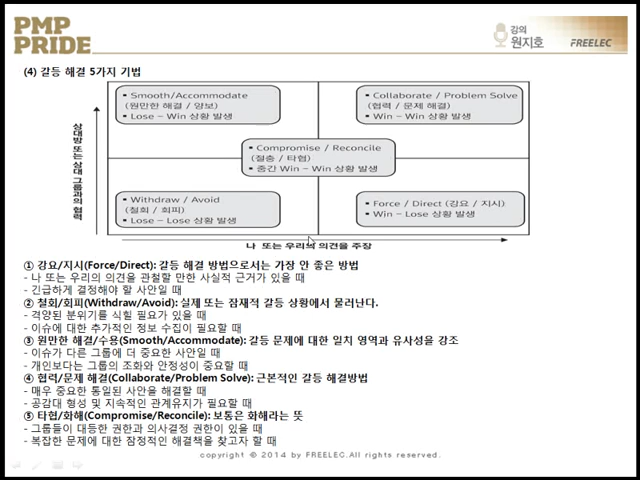 PMP
PRIDE
강의
원지호
FREELEC
(4) 갈등 해결 5가지 기법
• Smooth/Accommodate
(원만한 해결 / 양보)
• Lose – Win 상황 발생
• Collaborate / Problem Solve
(협력 / 문제 해결)
• Win – Win 상황 발생
• Compromise / Reconcile
(절충 / 타협)
• 중간 Win – Win 상황 발생
• Withdraw / Avoid
(철회 / 회피)
• Lose – Lose 상황 발생
• Force / Direct (강요 / 지시)
• Win – Lose 상황 발생
상대방 또는 상대 그룹과의 협력
나 또는 우리의 의견을 주장
① 강요/지시(Force/Direct): 갈등 해결 방법으로서는 가장 안 좋은 방법
- 나 또는 우리의 의견을 관철할 만한 사실적 근거가 있을 때
- 긴급하게 결정해야 할 사안일 때
② 철회/회피(Withdraw/Avoid): 실제 또는 잠재적 갈등 상황에서 물러난다.
- 격양된 분위기를 식힐 필요가 있을 때
- 이슈에 대한 추가적인 정보 수집이 필요할 때
③ 원만한 해결/수용(Smooth/Accommodate): 갈등 문제에 대한 일치 영역과 유사성을 강조
- 이슈가 다른 그룹에 더 중요한 사안일 때
- 개인보다는 그룹의 조화와 안정성이 중요할 때
④ 협력/문제 해결(Collaborate/Problem Solve): 근본적인 갈등 해결방법
- 매우 중요한 통일된 사안을 해결할 때
- 공감대 형성 및 지속적인 관계유지가 필요할 때
⑤ 타협/화해(Compromise/Reconcile): 보통은 화해라는 뜻
- 그룹들이 대등한 권한과 의사결정 권한이 있을 때
- 복잡한 문제에 대한 잠정적인 해결책을 찾고자 할 때
copyright © 2014 by FREELEC.All rights reserved.